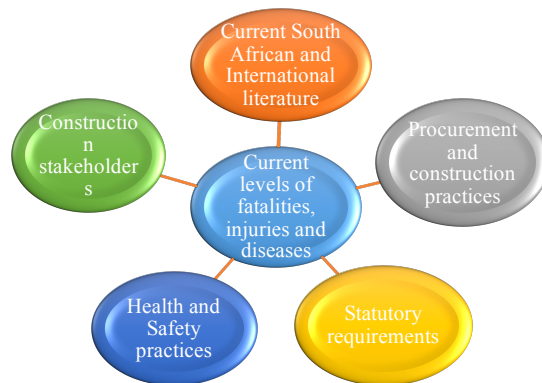 Current South
African and
International
literature
Constructio
n
stakeholder
s
Procurement
and
construction
practices
Current
levels of
fatalities,
injuries and
diseases
Health and
Safety
practices
Statutory
requirements